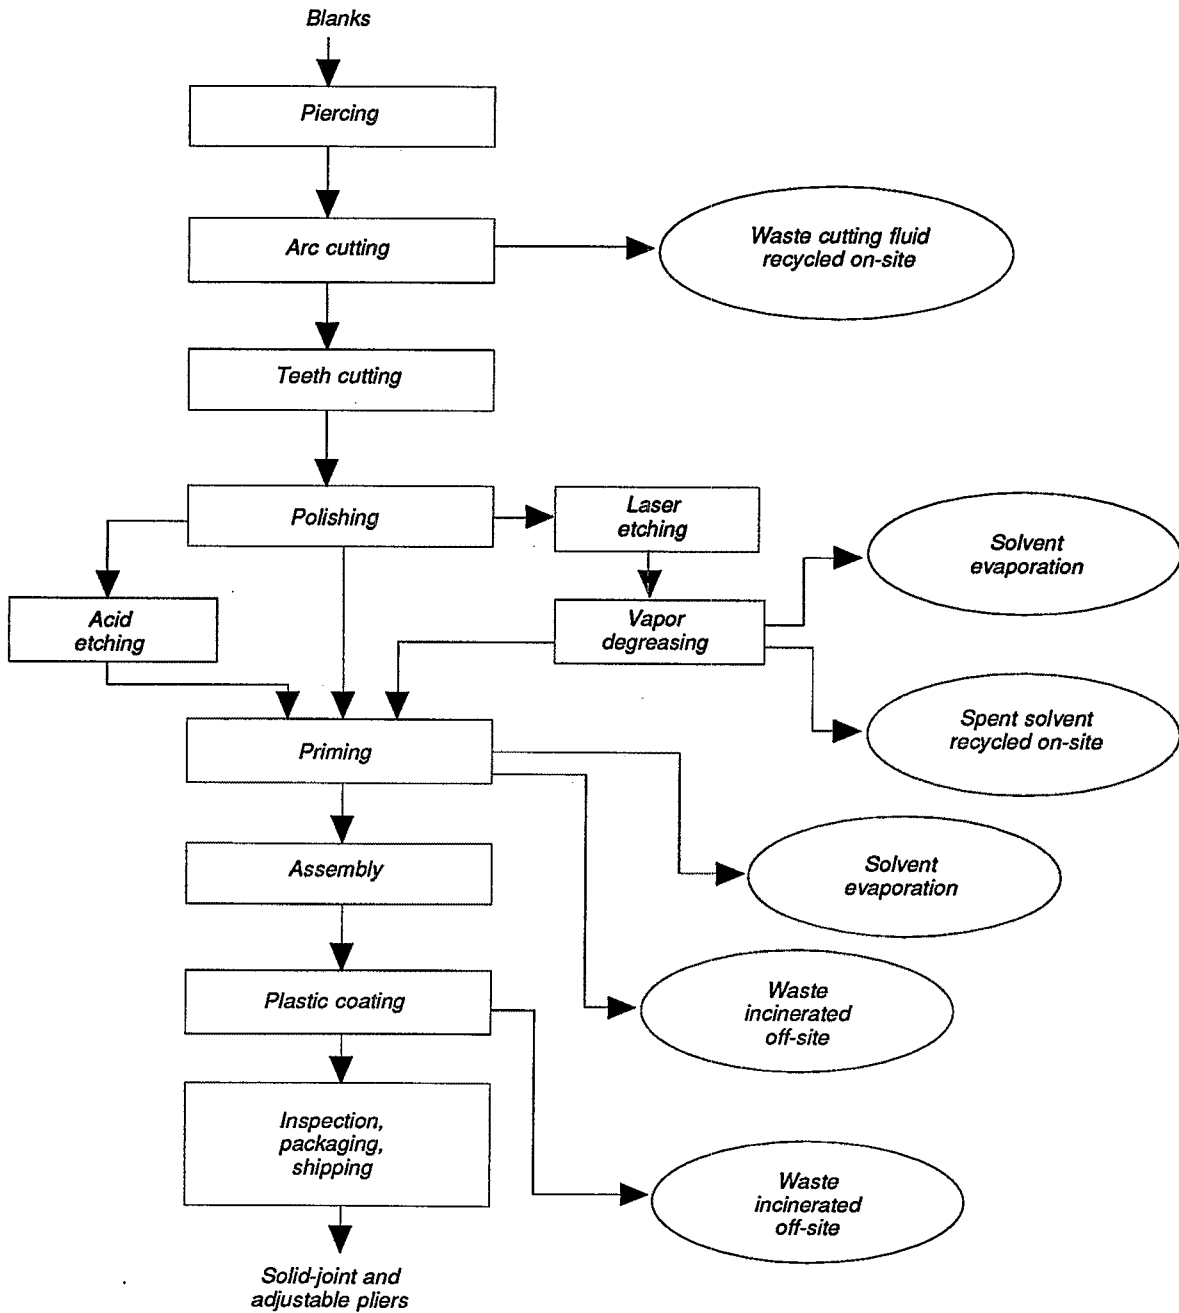 Blanks
Piercing
Arc cutting
Waste cutting fluid
recycled on-site
Teeth cutting
Polishing
Laser
etching
Solvent
evaporation
Acid
etching
Vapor
degreasing
Spent solvent
recycled on-site
Priming
Assembly
Solvent
evaporation
Plastic coating
Waste
incinerated
off-site
Inspection,
packaging,
shipping
Waste
incinerated
off-site
Solid-joint and
adjustable pliers